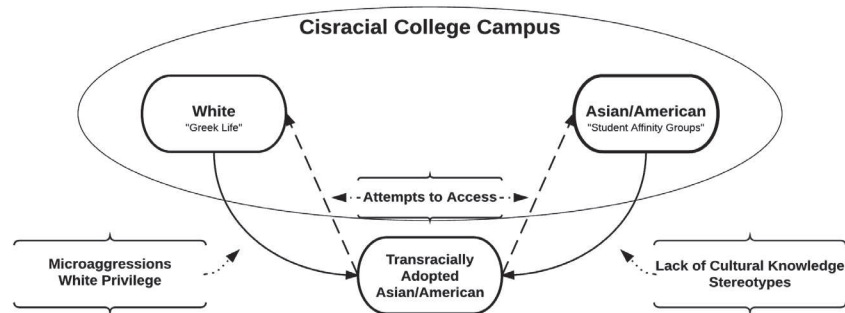 Cisracial College Campus
White
"Greek Life"
Asian/American
"Student Affinity Groups"
Attempts to Access
Microaggressions
White Privilege
Transracially
Adopted
Asian/American
Lack of Cultural Knowledge
Stereotypes